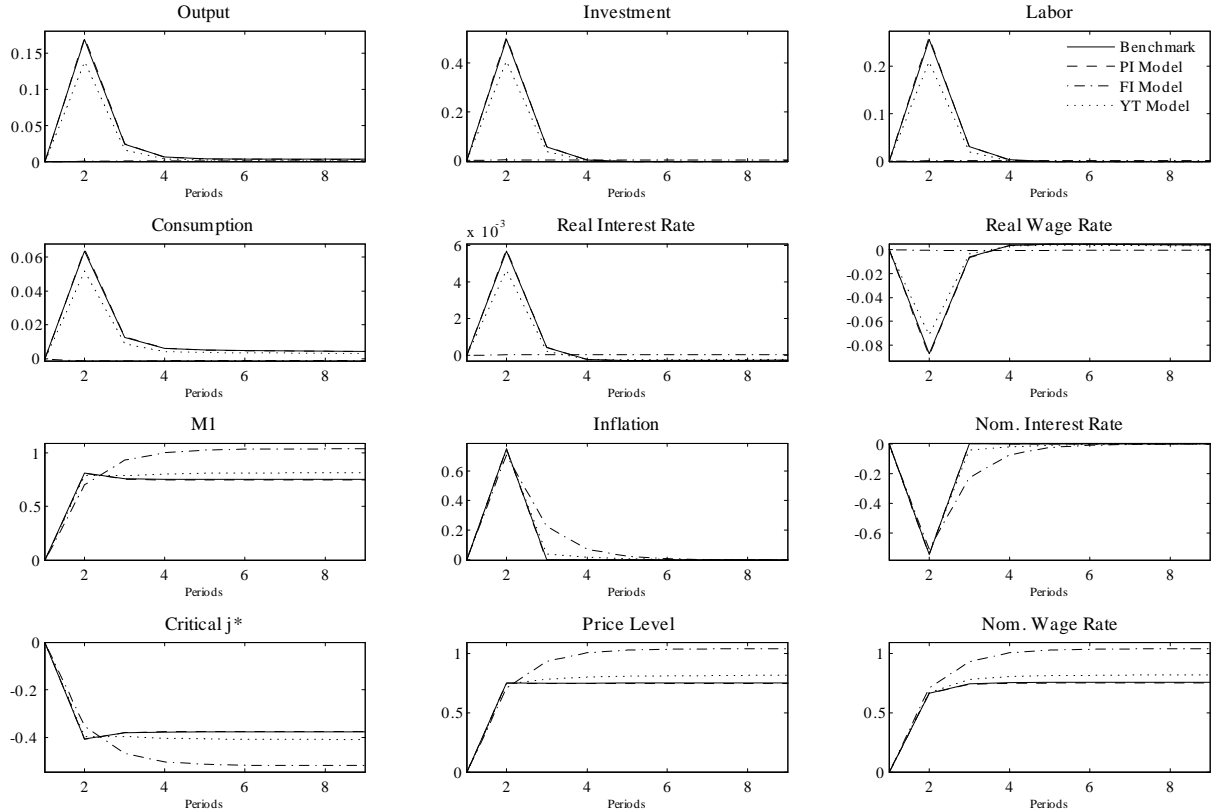 Output Investment Labor
0.15 0.1 0.05 0
0.4 0.2 0
0.2 0.1 0
Benchmark
PI Model
FI Model
YT Model
2 4 6 8 2 4 6 8 2 4 6 8
Periods Periods Periods
Consumption Real Interest Rate Real Wage Rate
x 10-3
0.06 0.04 0.02 0
6 4 2 0
0 -0.02 -0.04 -0.06 -0.08
2 4 6 8 2 4 6 8 2 4 6 8
Periods Periods Periods
M1 Inflation Nom. Interest Rate
1 0.5 0
0.6 0.4 0.2 0
0 -0.2 -0.4 -0.6
2 4 6 8 2 4 6 8 2 4 6 8
Periods Periods Periods
Critical j* Price Level Nom. Wage Rate
0 -0.2 -0.4
1 0.5 0
1 0.5 0
2 4 6 8 2 4 6 8 2 4 6 8
Periods Periods Periods